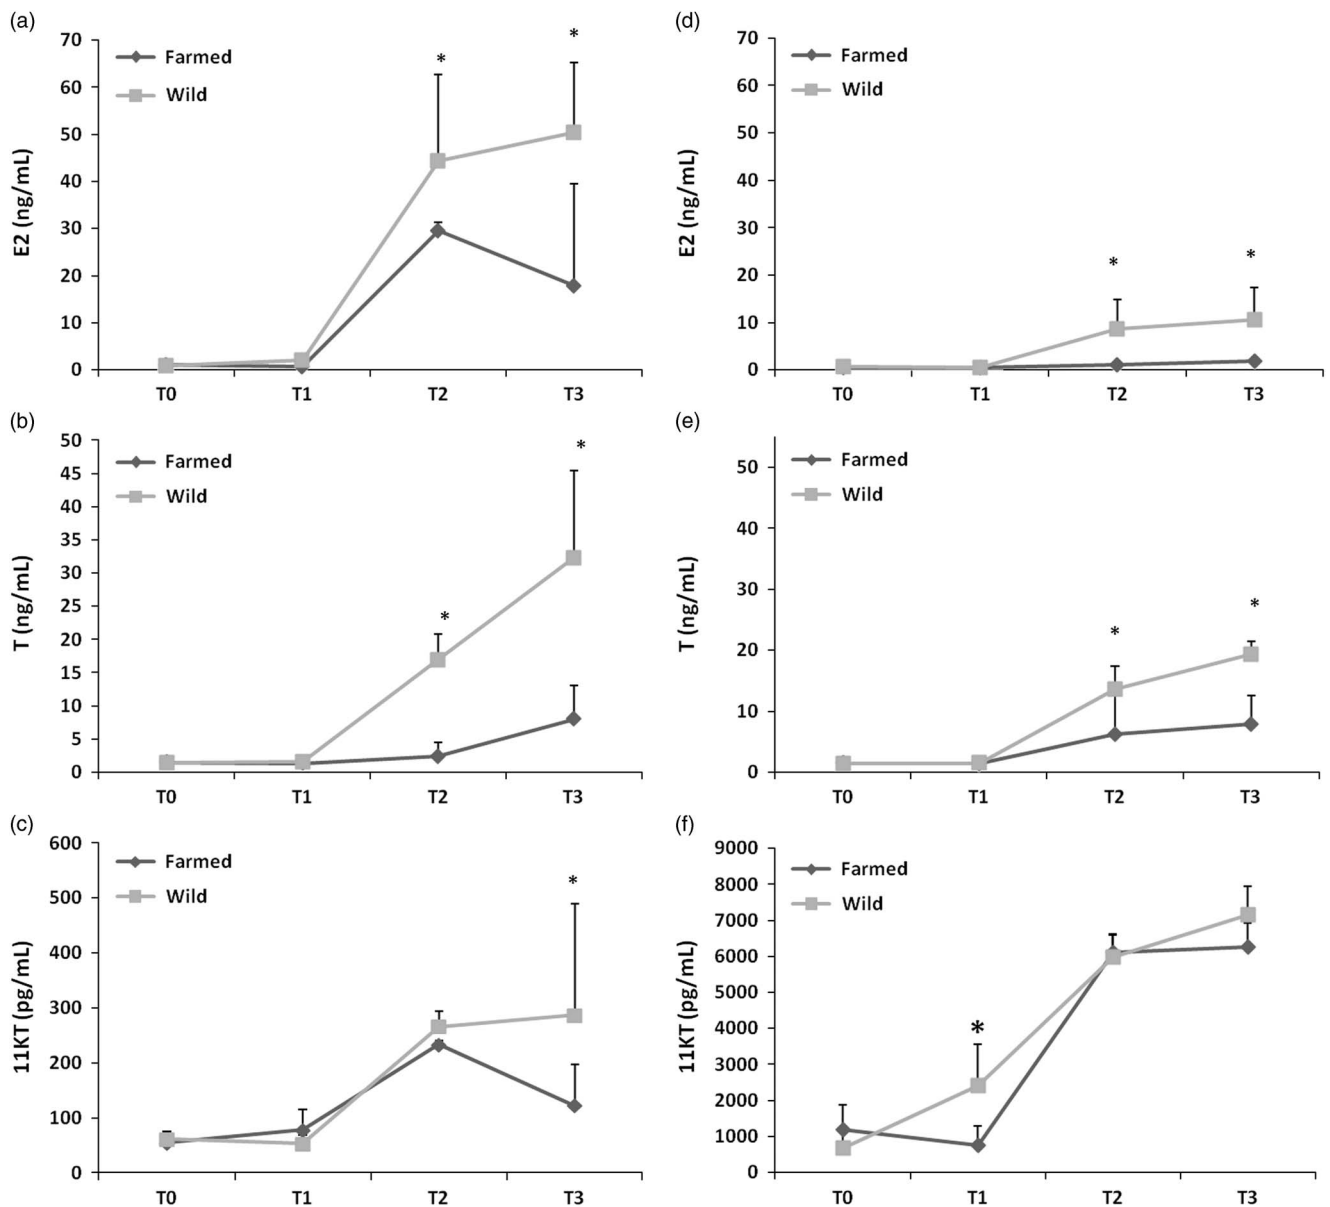 (a)
70
60
50
40
30
20
10
0
E2 (ng/mL)
Farmed
Wild
*
*
T0 T1 T2 T3
(d)
70
60
50
40
30
20
10
0
E2 (ng/mL)
Farmed
Wild
*
*
T0 T1 T2 T3
(b)
50
45
40
35
30
25
20
15
10
5
0
T (ng/mL)
Farmed
Wild
*
*
T0 T1 T2 T3
(e)
50
40
30
20
10
0
T (ng/mL)
Farmed
Wild
*
*
T0 T1 T2 T3
(c)
600
500
400
300
200
100
0
11KT (pg/mL)
Farmed
Wild
*
T0 T1 T2 T3
(f)
9000
8000
7000
6000
5000
4000
3000
2000
1000
0
11KT (pg/mL)
Farmed
Wild
*
T0 T1 T2 T3